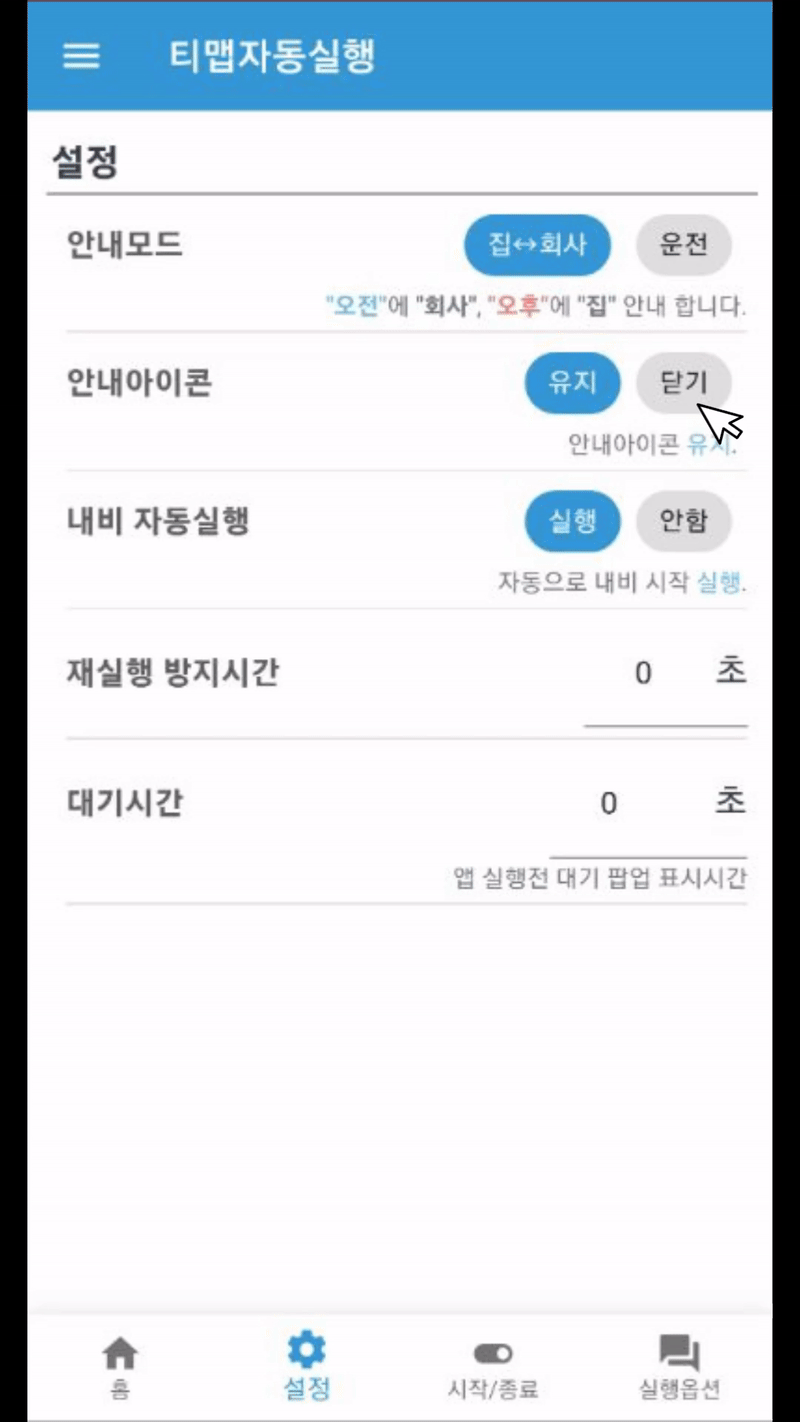 티맵자동실행
설정
안내모드 집↔회사 운전
"오전"에 "회사", "오후"에 "집" 안내 합니다.
안내아이콘 유지 닫기
안내아이콘 유지.
내비 자동실행 실행 안함
자동으로 내비 시작 실행.
재실행 방지시간 0 초
대기시간 0 초
앱 실행전 대기 팝업 표시시간
홈 설정 시작/종료 실행옵션